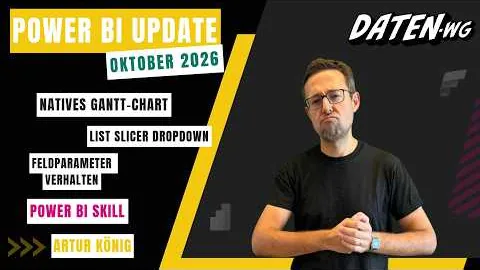 POWER BI UPDATE
OKTOBER 2026
DATEN-WG
NATIVES GANTT-CHART
LIST SLICER DROPDOWN
FELDPARAMETER
VERHALTEN
POWER BI SKILL
ARTUR KÖNIG